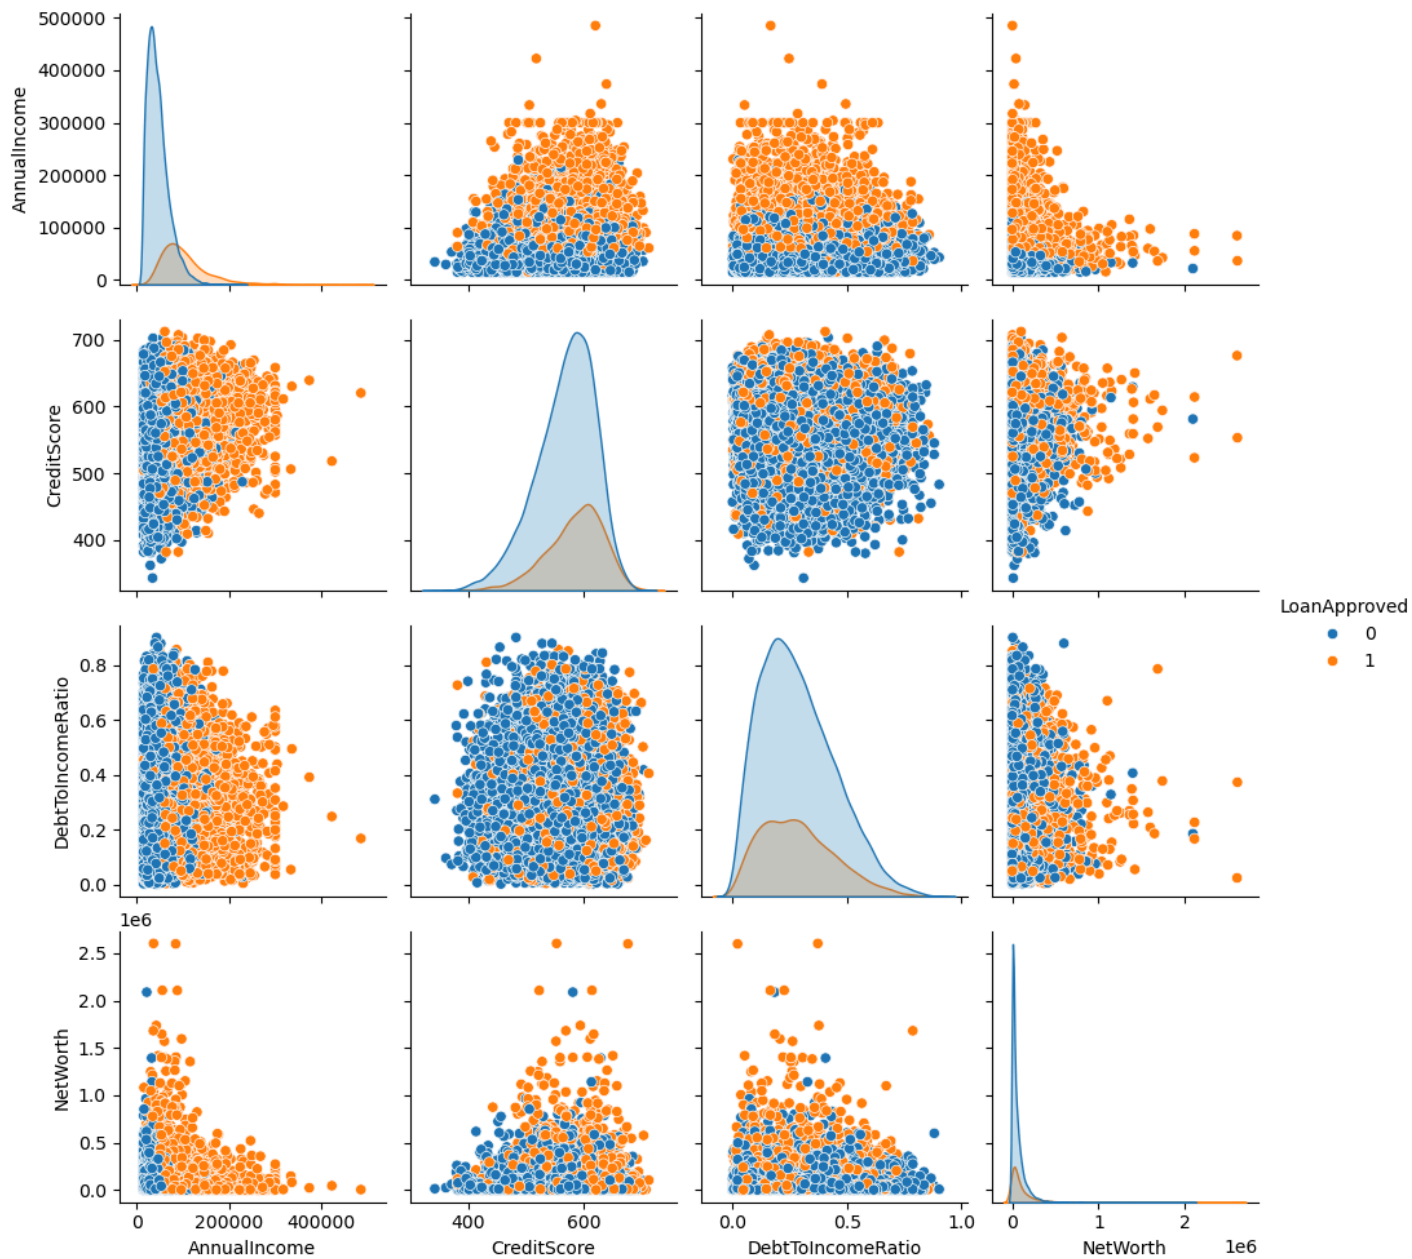 500000
400000
300000
200000
100000
0
AnnualIncome
700
600
500
400
CreditScore
LoanApproved
0
1
0.8
0.6
0.4
0.2
0.0
DebtToIncomeRatio
1e6
2.5
2.0
1.5
1.0
0.5
0.0
NetWorth
0 200000 400000
400 600
0.0 0.5 1.0
0 1 2
1e6
AnnualIncome CreditScore DebtToIncomeRatio NetWorth